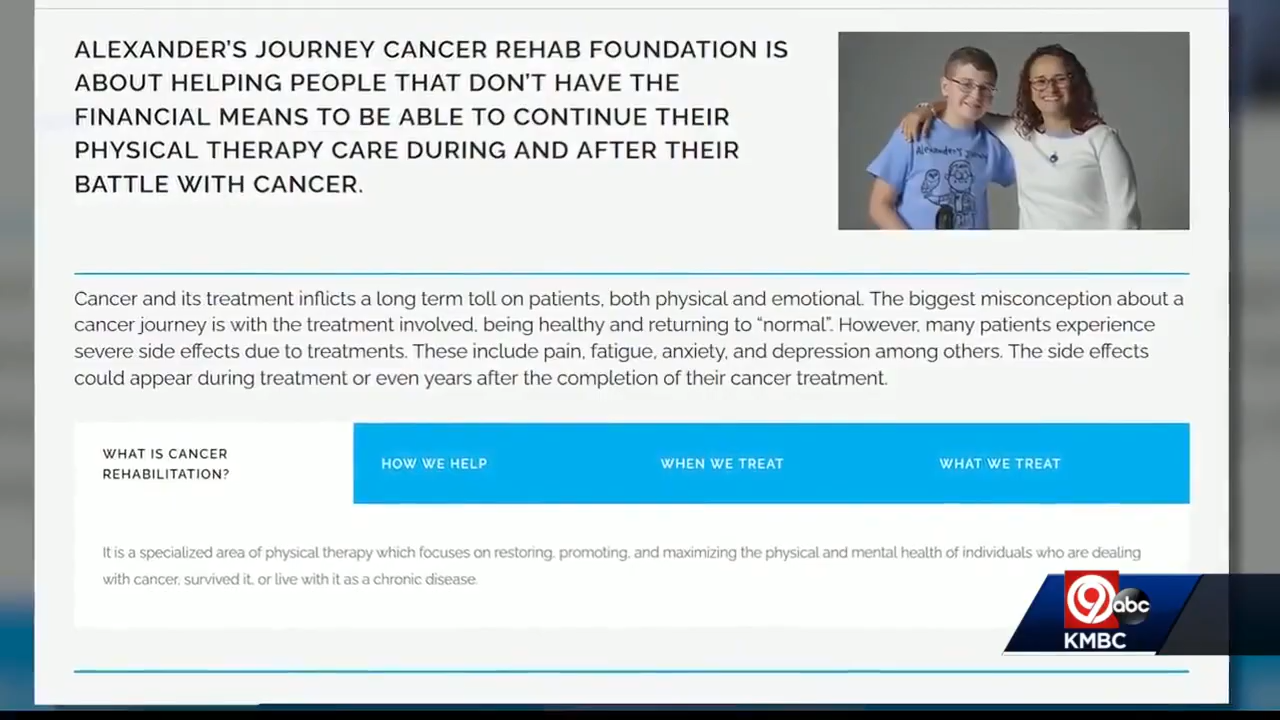 ALEXANDER'S JOURNEY CANCER REHAB FOUNDATION IS
ABOUT HELPING PEOPLE THAT DON'T HAVE THE
FINANCIAL MEANS TO BE ABLE TO CONTINUE THEIR
PHYSICAL THERAPY CARE DURING AND AFTER THEIR
BATTLE WITH CANCER.
Alexander's
Cancer and its treatment inflicts a long term toll on patients, both physical and emotional. The biggest misconception about a
cancer journey is with the treatment involved, being healthy and returning to “normal”. However, many patients experience
severe side effects due to treatments. These include pain, fatigue, anxiety, and depression among others. The side effects
could appear during treatment or even years after the completion of their cancer treatment.
WHAT IS CANCER
REHABILITATION?
HOW WE HELP
WHEN WE TREAT
WHAT WE TREAT
It is a specialized area of physical therapy which focuses on restoring, promoting, and maximizing the physical and mental health of individuals who are dealing
with cancer, survived it, or live with it as a chronic disease.
9 abc
KMBC